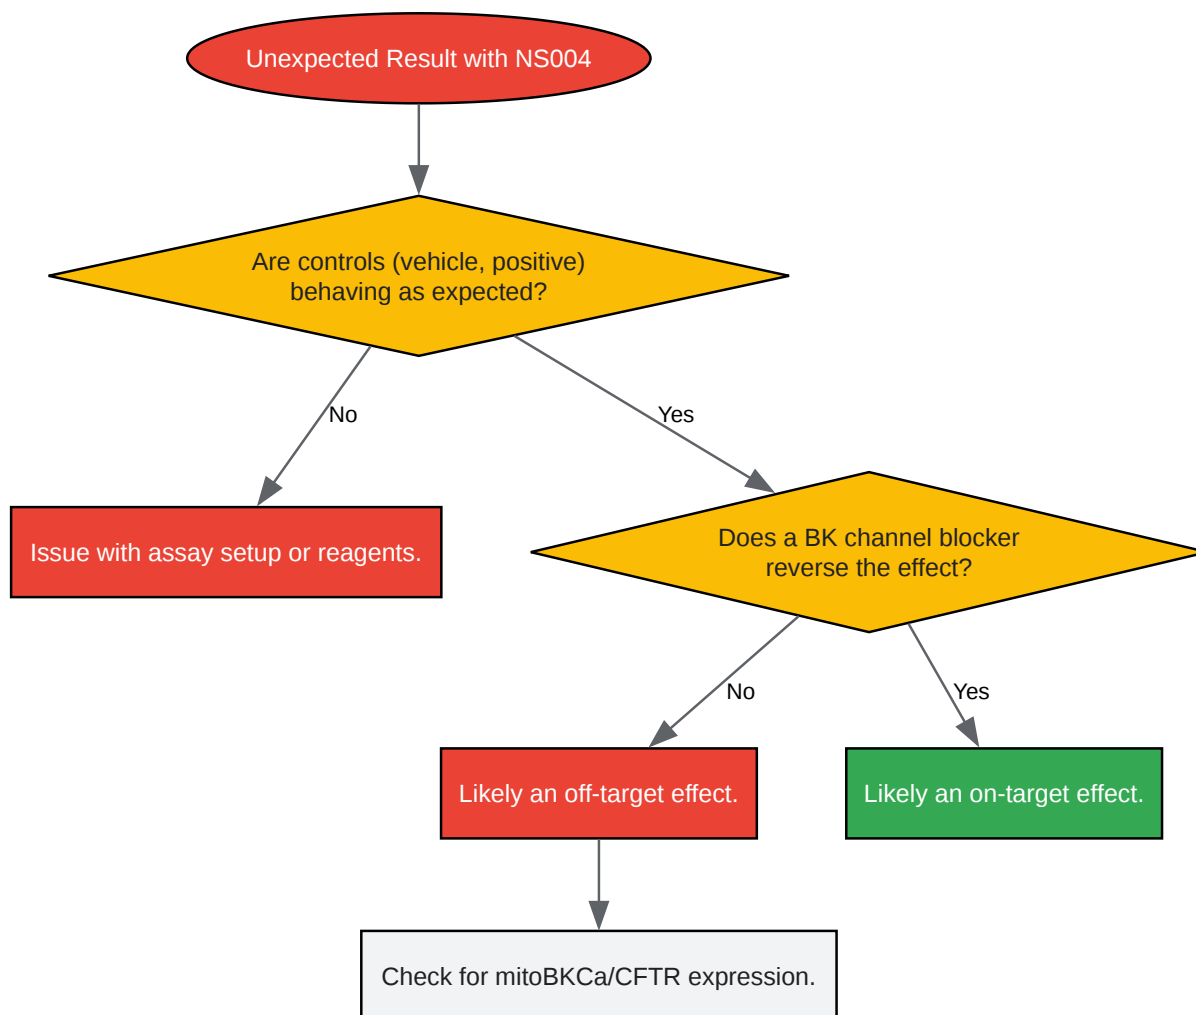 Unexpected Result with NS004
Are controls (vehicle, positive)
behaving as expected?
No
Yes
Issue with assay setup or reagents.
Does a BK channel blocker
reverse the effect?
No
Yes
Likely an off-target effect.
Likely an on-target effect.
Check for mitoBKCa/CFTR expression.